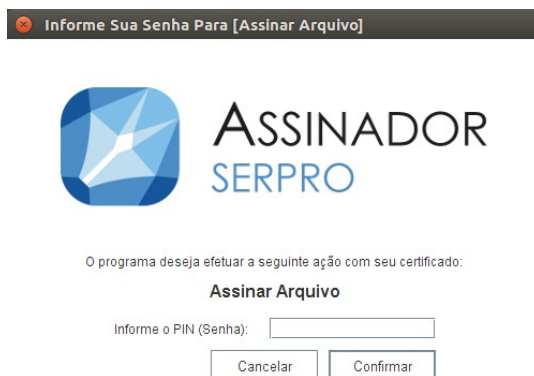 Informe Sua Senha Para [Assinar Arquivo]
ASSINADOR
SERPRO
O programa deseja efetuar a seguinte ação com seu certificado:
Assinar Arquivo
Informe o PIN (Senha):
Cancelar Confirmar